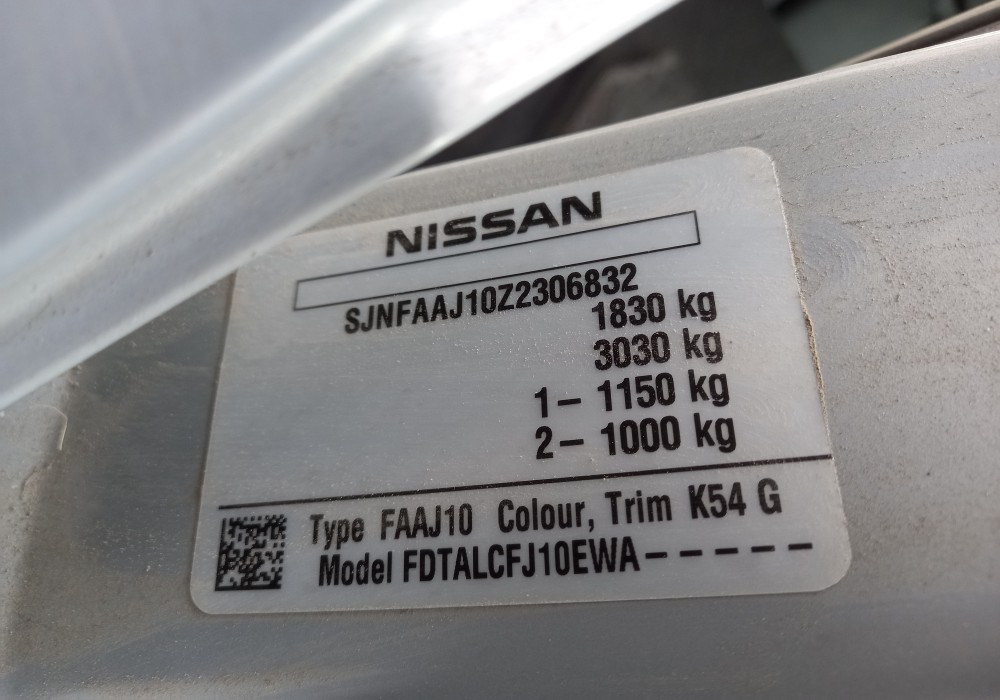 NISSAN
SJNFAAJ10Z2306832
1830 kg
3030 kg
1– 1150 kg
2– 1000 kg
Type FAAJ10 Colour, Trim K54 G
Model FDTALCFJ10EWA–––––